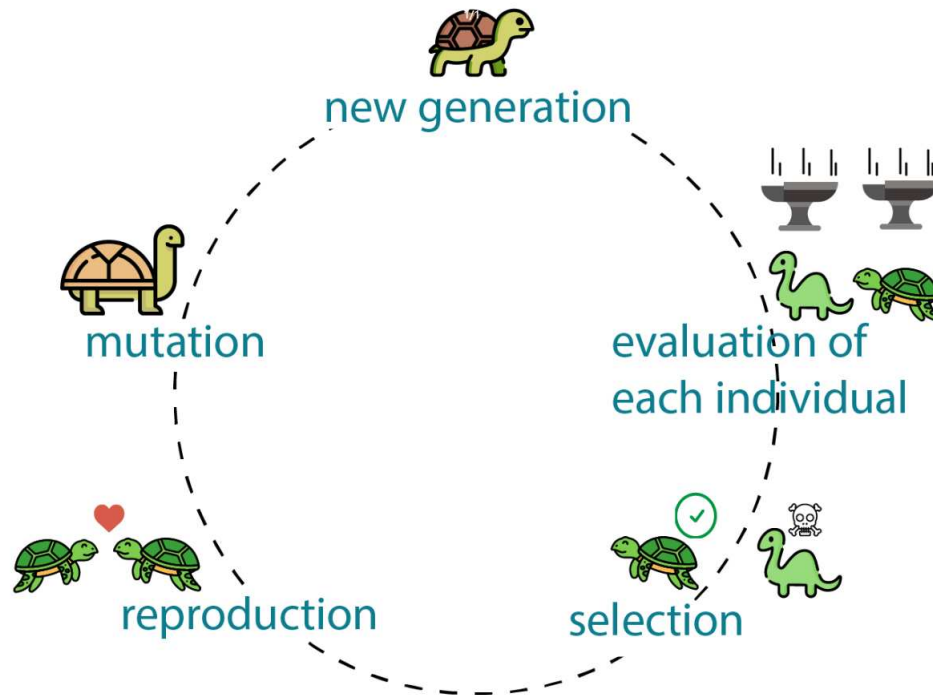 new generation
evaluation of
each individual
selection
reproduction
mutation